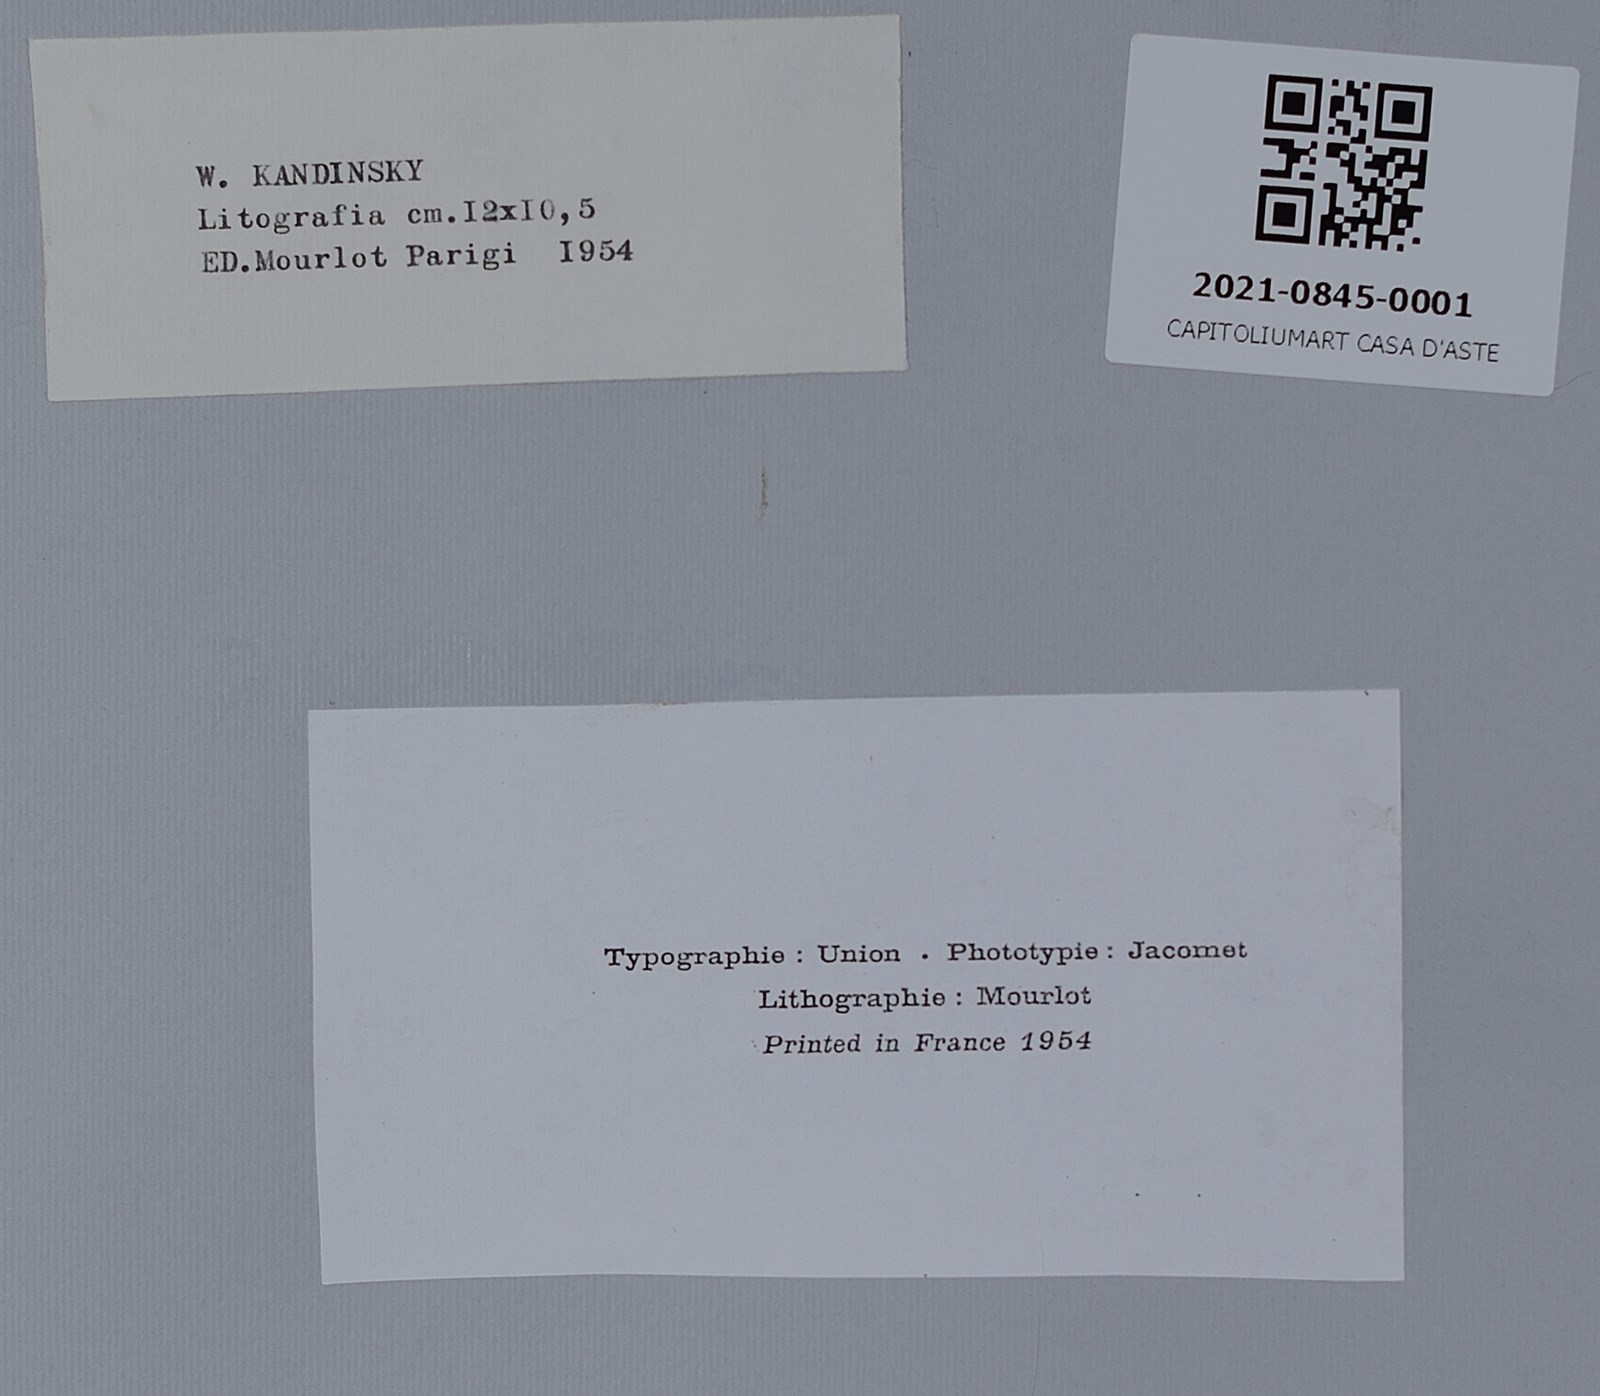 W. KANDINSKY
Litografia cm.I2xI0,5
ED.Mourlot Parigi I954
2021-0845-0001
CAPITOLIUMART CASA D'ASTE
Typographie : Union . Phototypie : Jacomet
Lithographie : Mourlot
Printed in France 1954